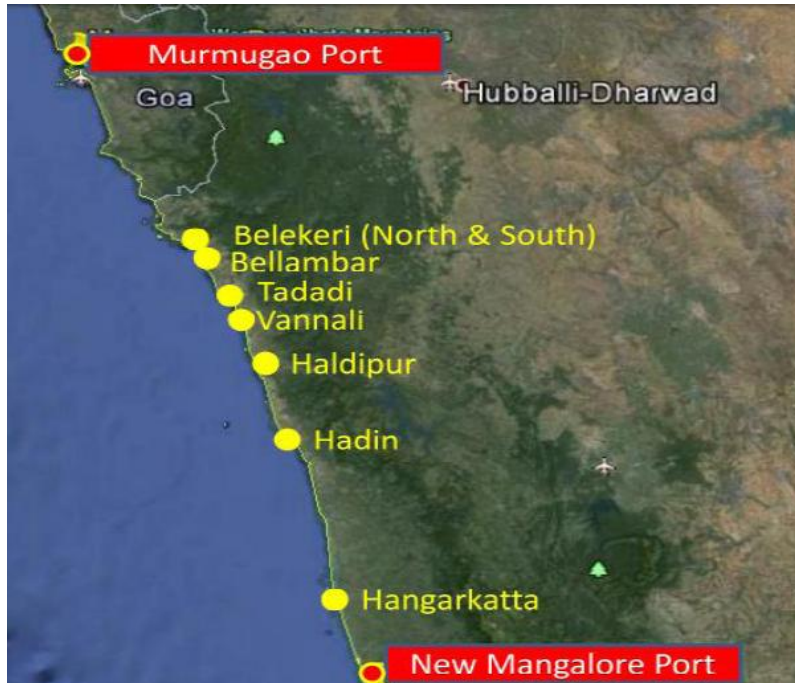 Murmugao Port
Goa
Hubballi-Dharwad
Belekeri (North & South)
Bellambar
Tadadi
Vannali
Haldipur
Hadin
Hangarkatta
New Mangalore Port